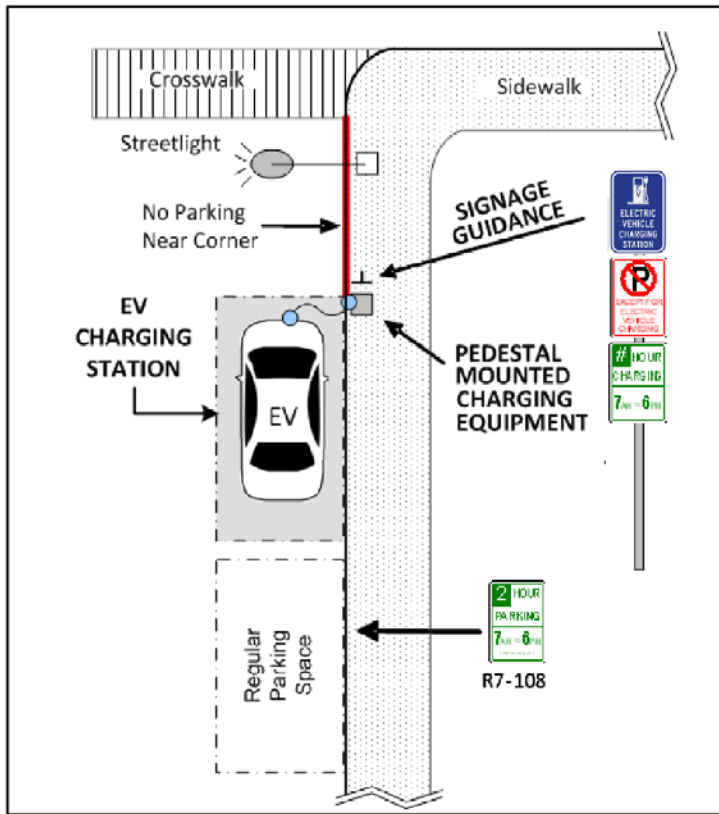 Crosswalk
Sidewalk
Streetlight
No Parking
Near Corner
SIGNAGE
GUIDANCE
ELECTRIC
VEHICLE
CHARGING
STATION
P
EXCEPT FOR
ELECTRIC
VEHICLE
CHARGING
# HOUR
CHARGING
7AM TO 6PM
EV
CHARGING
STATION
EV
PEDESTAL
MOUNTED
CHARGING
EQUIPMENT
Regular
Parking
Space
2 HOUR
PARKING
7AM TO 6PM
R7-108